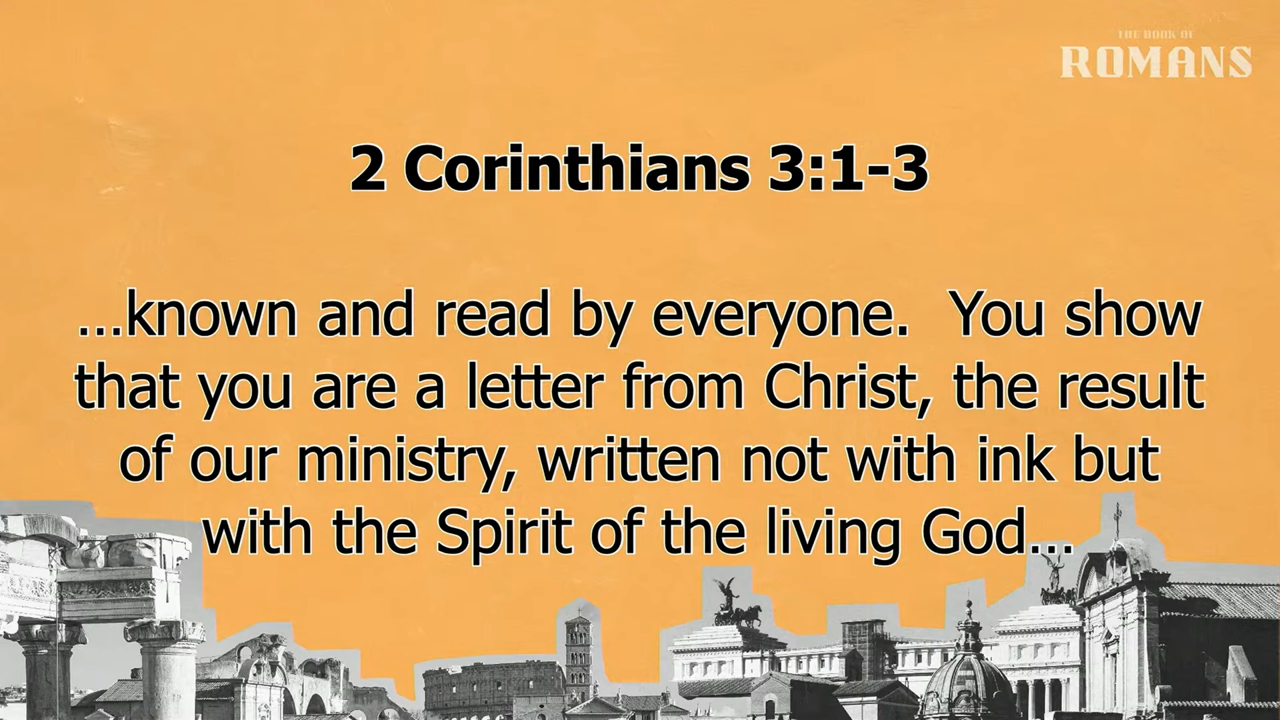 THE BOOK OF
ROMANS
2 Corinthians 3:1-3
...known and read by everyone.  You show
that you are a letter from Christ, the result
of our ministry, written not with ink but
with the Spirit of the living God...